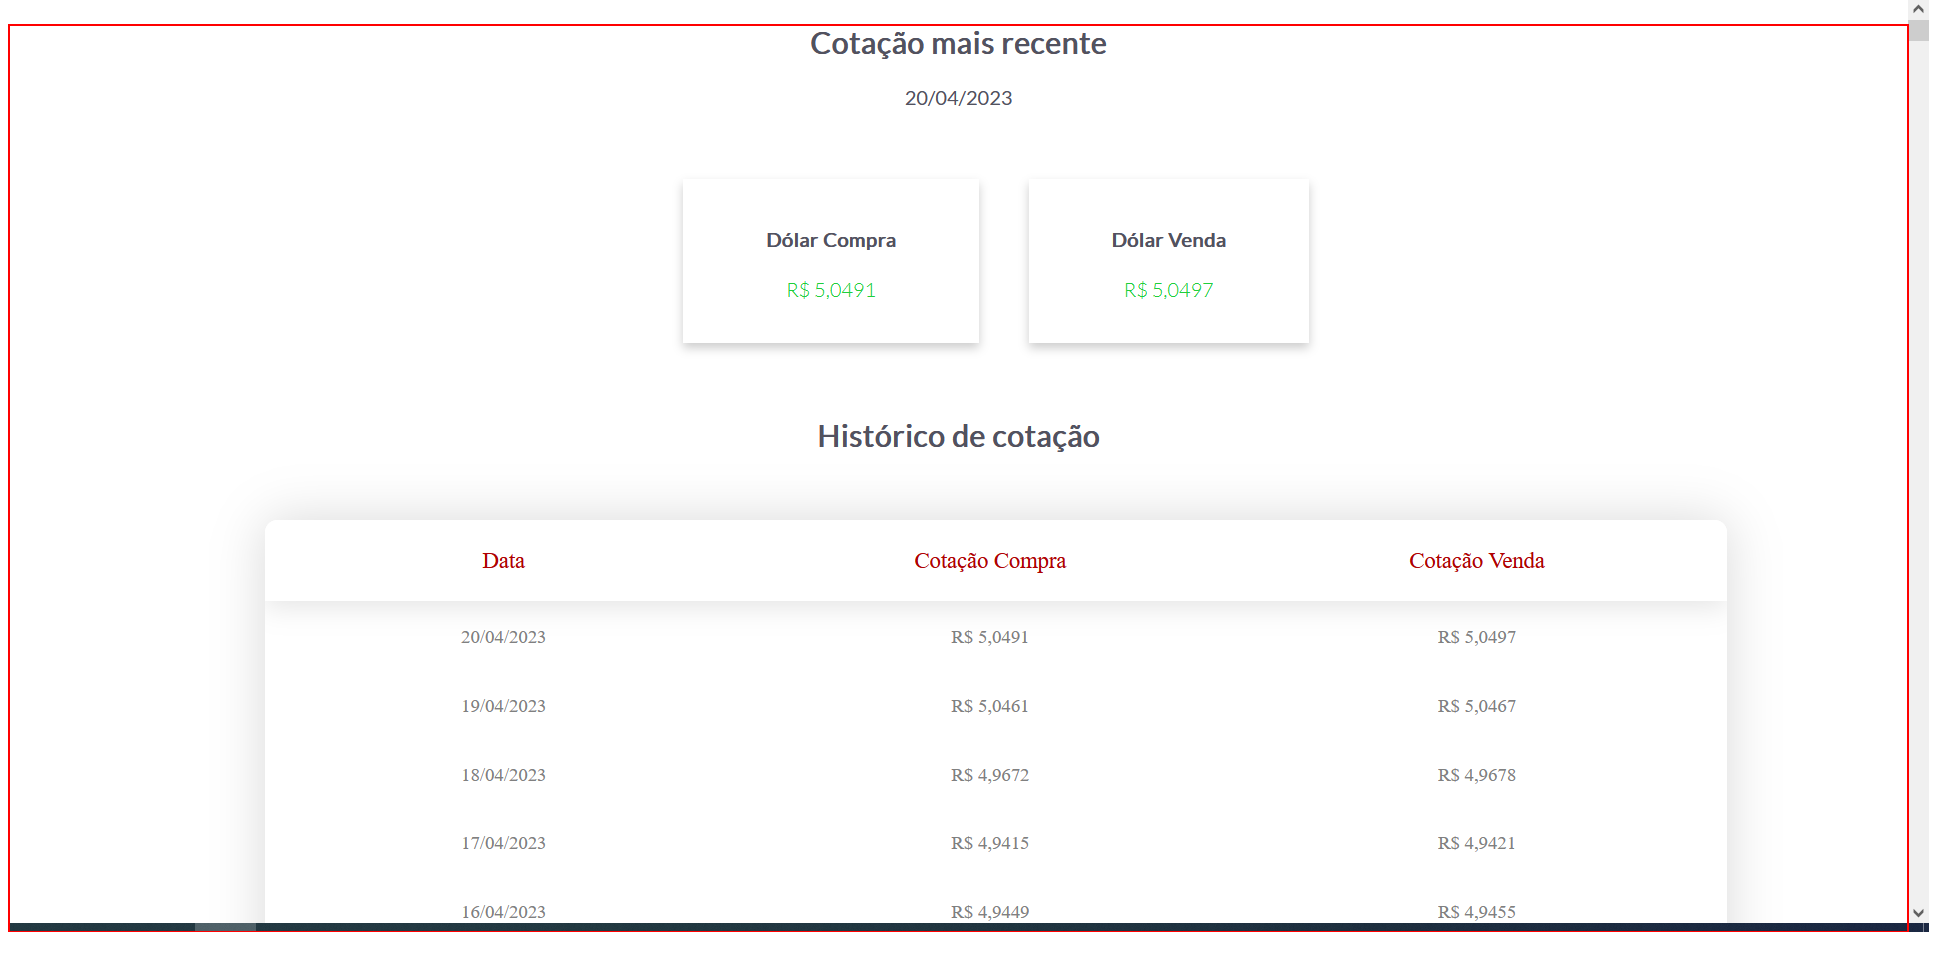 Cotação mais recente
20/04/2023
Dólar Compra Dólar Venda
R$ 5,0491 R$ 5,0497
Histórico de cotação
Data Cotação Compra Cotação Venda
20/04/2023 R$ 5,0491 R$ 5,0497
19/04/2023 R$ 5,0461 R$ 5,0467
18/04/2023 R$ 4,9672 R$ 4,9678
17/04/2023 R$ 4,9415 R$ 4,9421
16/04/2023 R$ 4,9449 R$ 4,9455